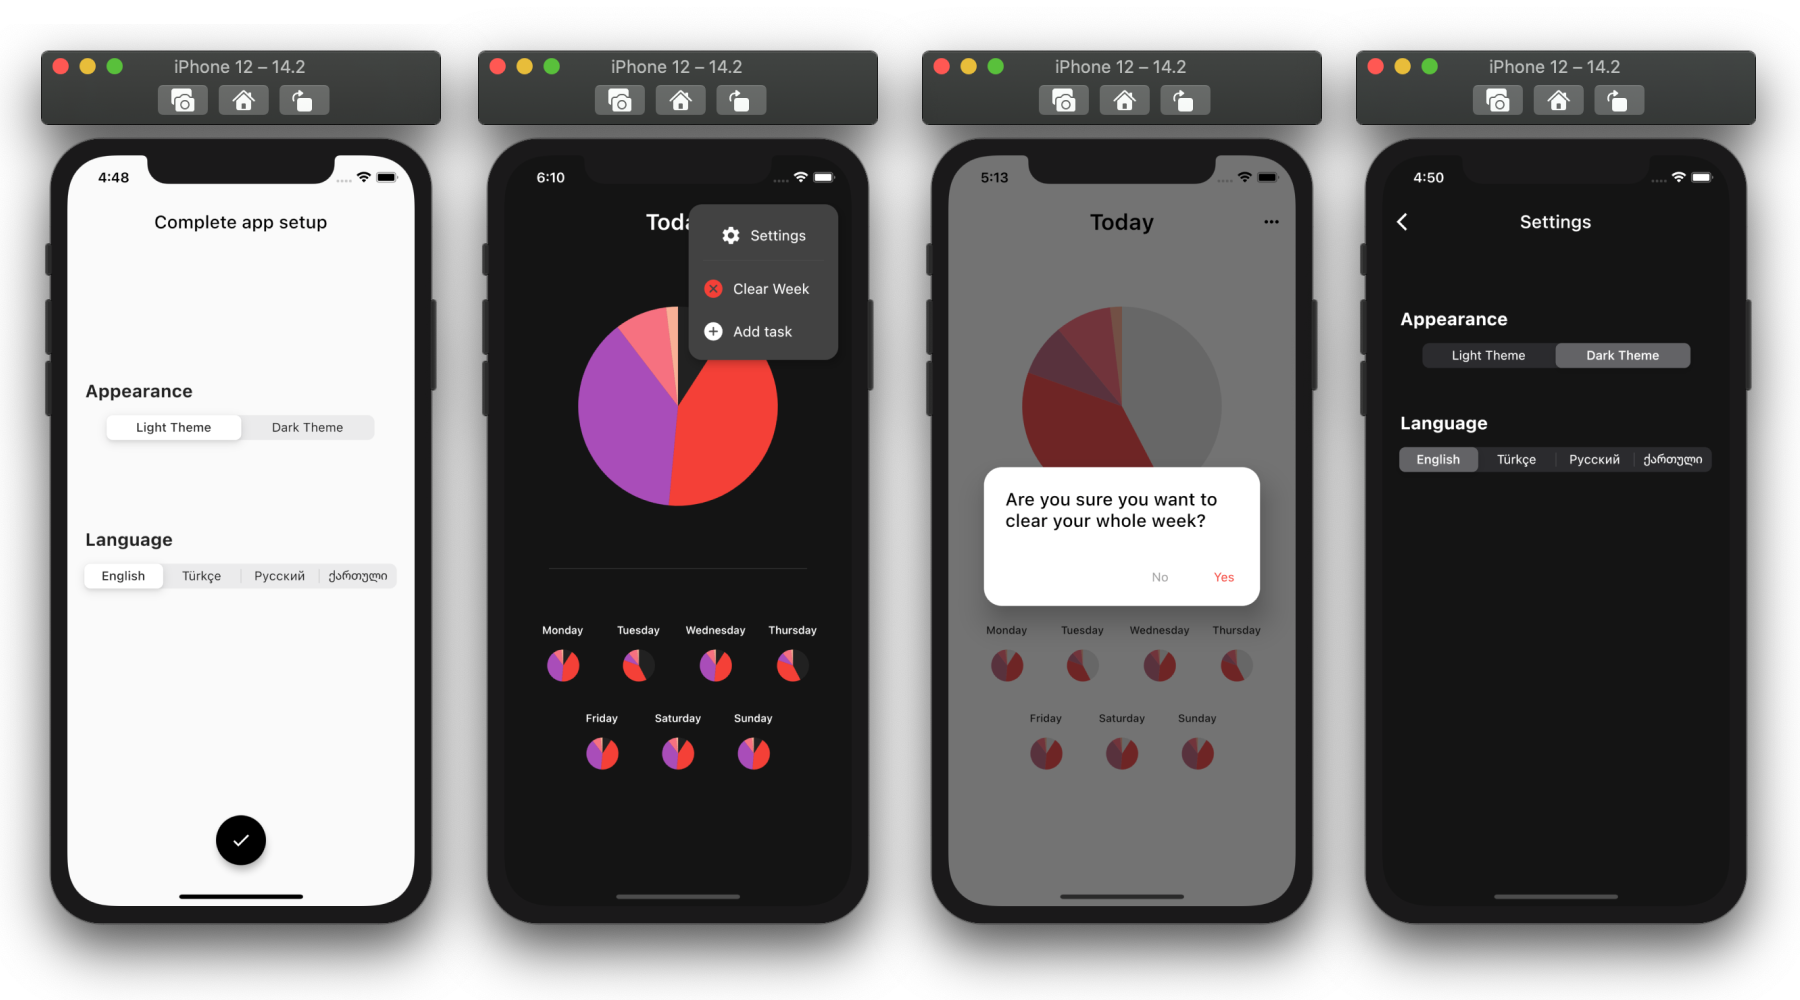 iPhone 12 – 14.2
4:48
Complete app setup
Appearance
Light Theme
Dark Theme
Language
English
Türkçe
Русский
ქართული
iPhone 12 – 14.2
6:10
Settings
Clear Week
Add task
Monday
Tuesday
Wednesday
Thursday
Friday
Saturday
Sunday
iPhone 12 – 14.2
5:13
Today
Are you sure you want to
clear your whole week?
No
Yes
Monday
Tuesday
Wednesday
Thursday
Friday
Saturday
Sunday
iPhone 12 – 14.2
4:50
Settings
Appearance
Light Theme
Dark Theme
Language
English
Türkçe
Русский
ქართული